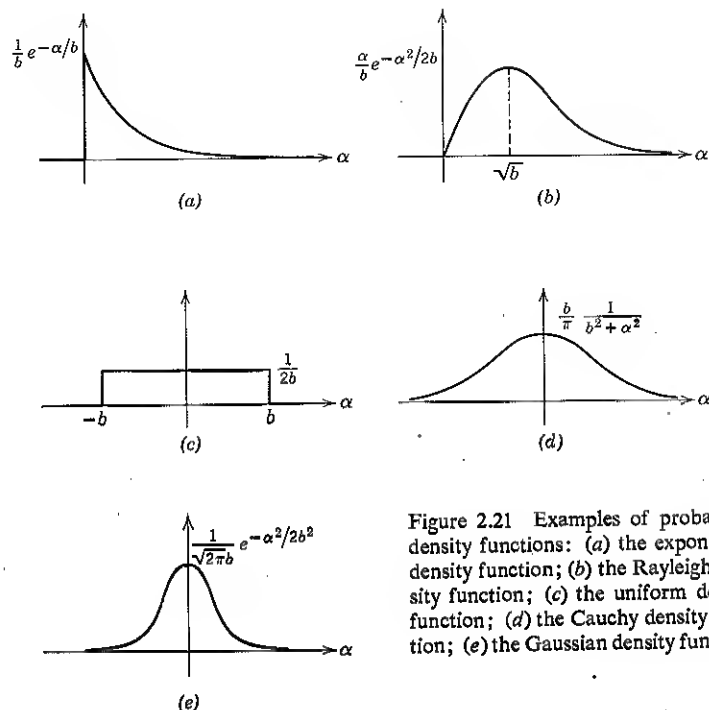 1/b e^{-α/b}
α
(a)
α/b e^{-α²/2b}
α
√b
(b)
1/2b
-b
b
α
(c)
b/π 1/(b² + α²)
α
(d)
1/(√2π b) e^{-α²/2b²}
α
(e)
Figure 2.21 Examples of proba
density functions: (a) the expon
density function; (b) the Rayleigh
sity function; (c) the uniform d
function; (d) the Cauchy density
tion; (e) the Gaussian density fun